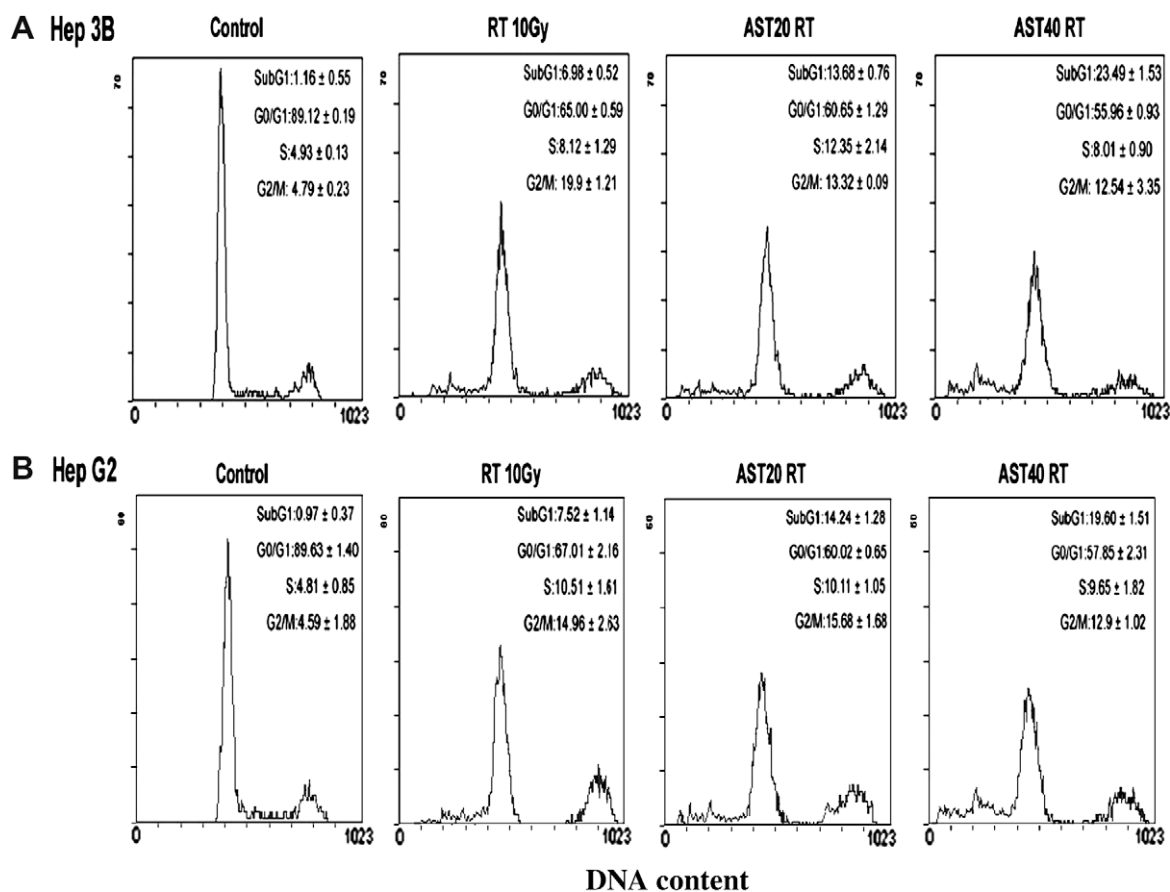 A Hep 3B
Control
RT 10Gy
AST20 RT
AST40 RT
70
SubG1:1.16 ± 0.55
G0/G1:89.12 ± 0.19
S:4.93 ± 0.13
G2/M: 4.79 ± 0.23
0 1023
70
SubG1:6.98 ± 0.52
G0/G1:65.00 ± 0.59
S:8.12 ± 1.29
G2/M: 19.9 ± 1.21
0 1023
70
SubG1:13.68 ± 0.76
G0/G1:60.65 ± 1.29
S:12.35 ± 2.14
G2/M: 13.32 ± 0.09
0 1023
70
SubG1:23.49 ± 1.53
G0/G1:55.96 ± 0.93
S:8.01 ± 0.90
G2/M: 12.54 ± 3.35
0 1023
B Hep G2
Control
RT 10Gy
AST20 RT
AST40 RT
SubG1:0.97 ± 0.37
G0/G1:89.63 ± 1.40
S:4.81 ± 0.85
G2/M:4.59 ± 1.88
0 1023
60
SubG1:7.52 ± 1.14
G0/G1:67.01 ± 2.16
S:10.51 ± 1.61
G2/M:14.96 ± 2.63
0 1023
60
SubG1:14.24 ± 1.28
G0/G1:60.02 ± 0.65
S:10.11 ± 1.05
G2/M:15.68 ± 1.68
0 1023
60
SubG1:19.60 ± 1.51
G0/G1:57.85 ± 2.31
S:9.65 ± 1.82
G2/M:12.9 ± 1.02
0 1023
DNA content